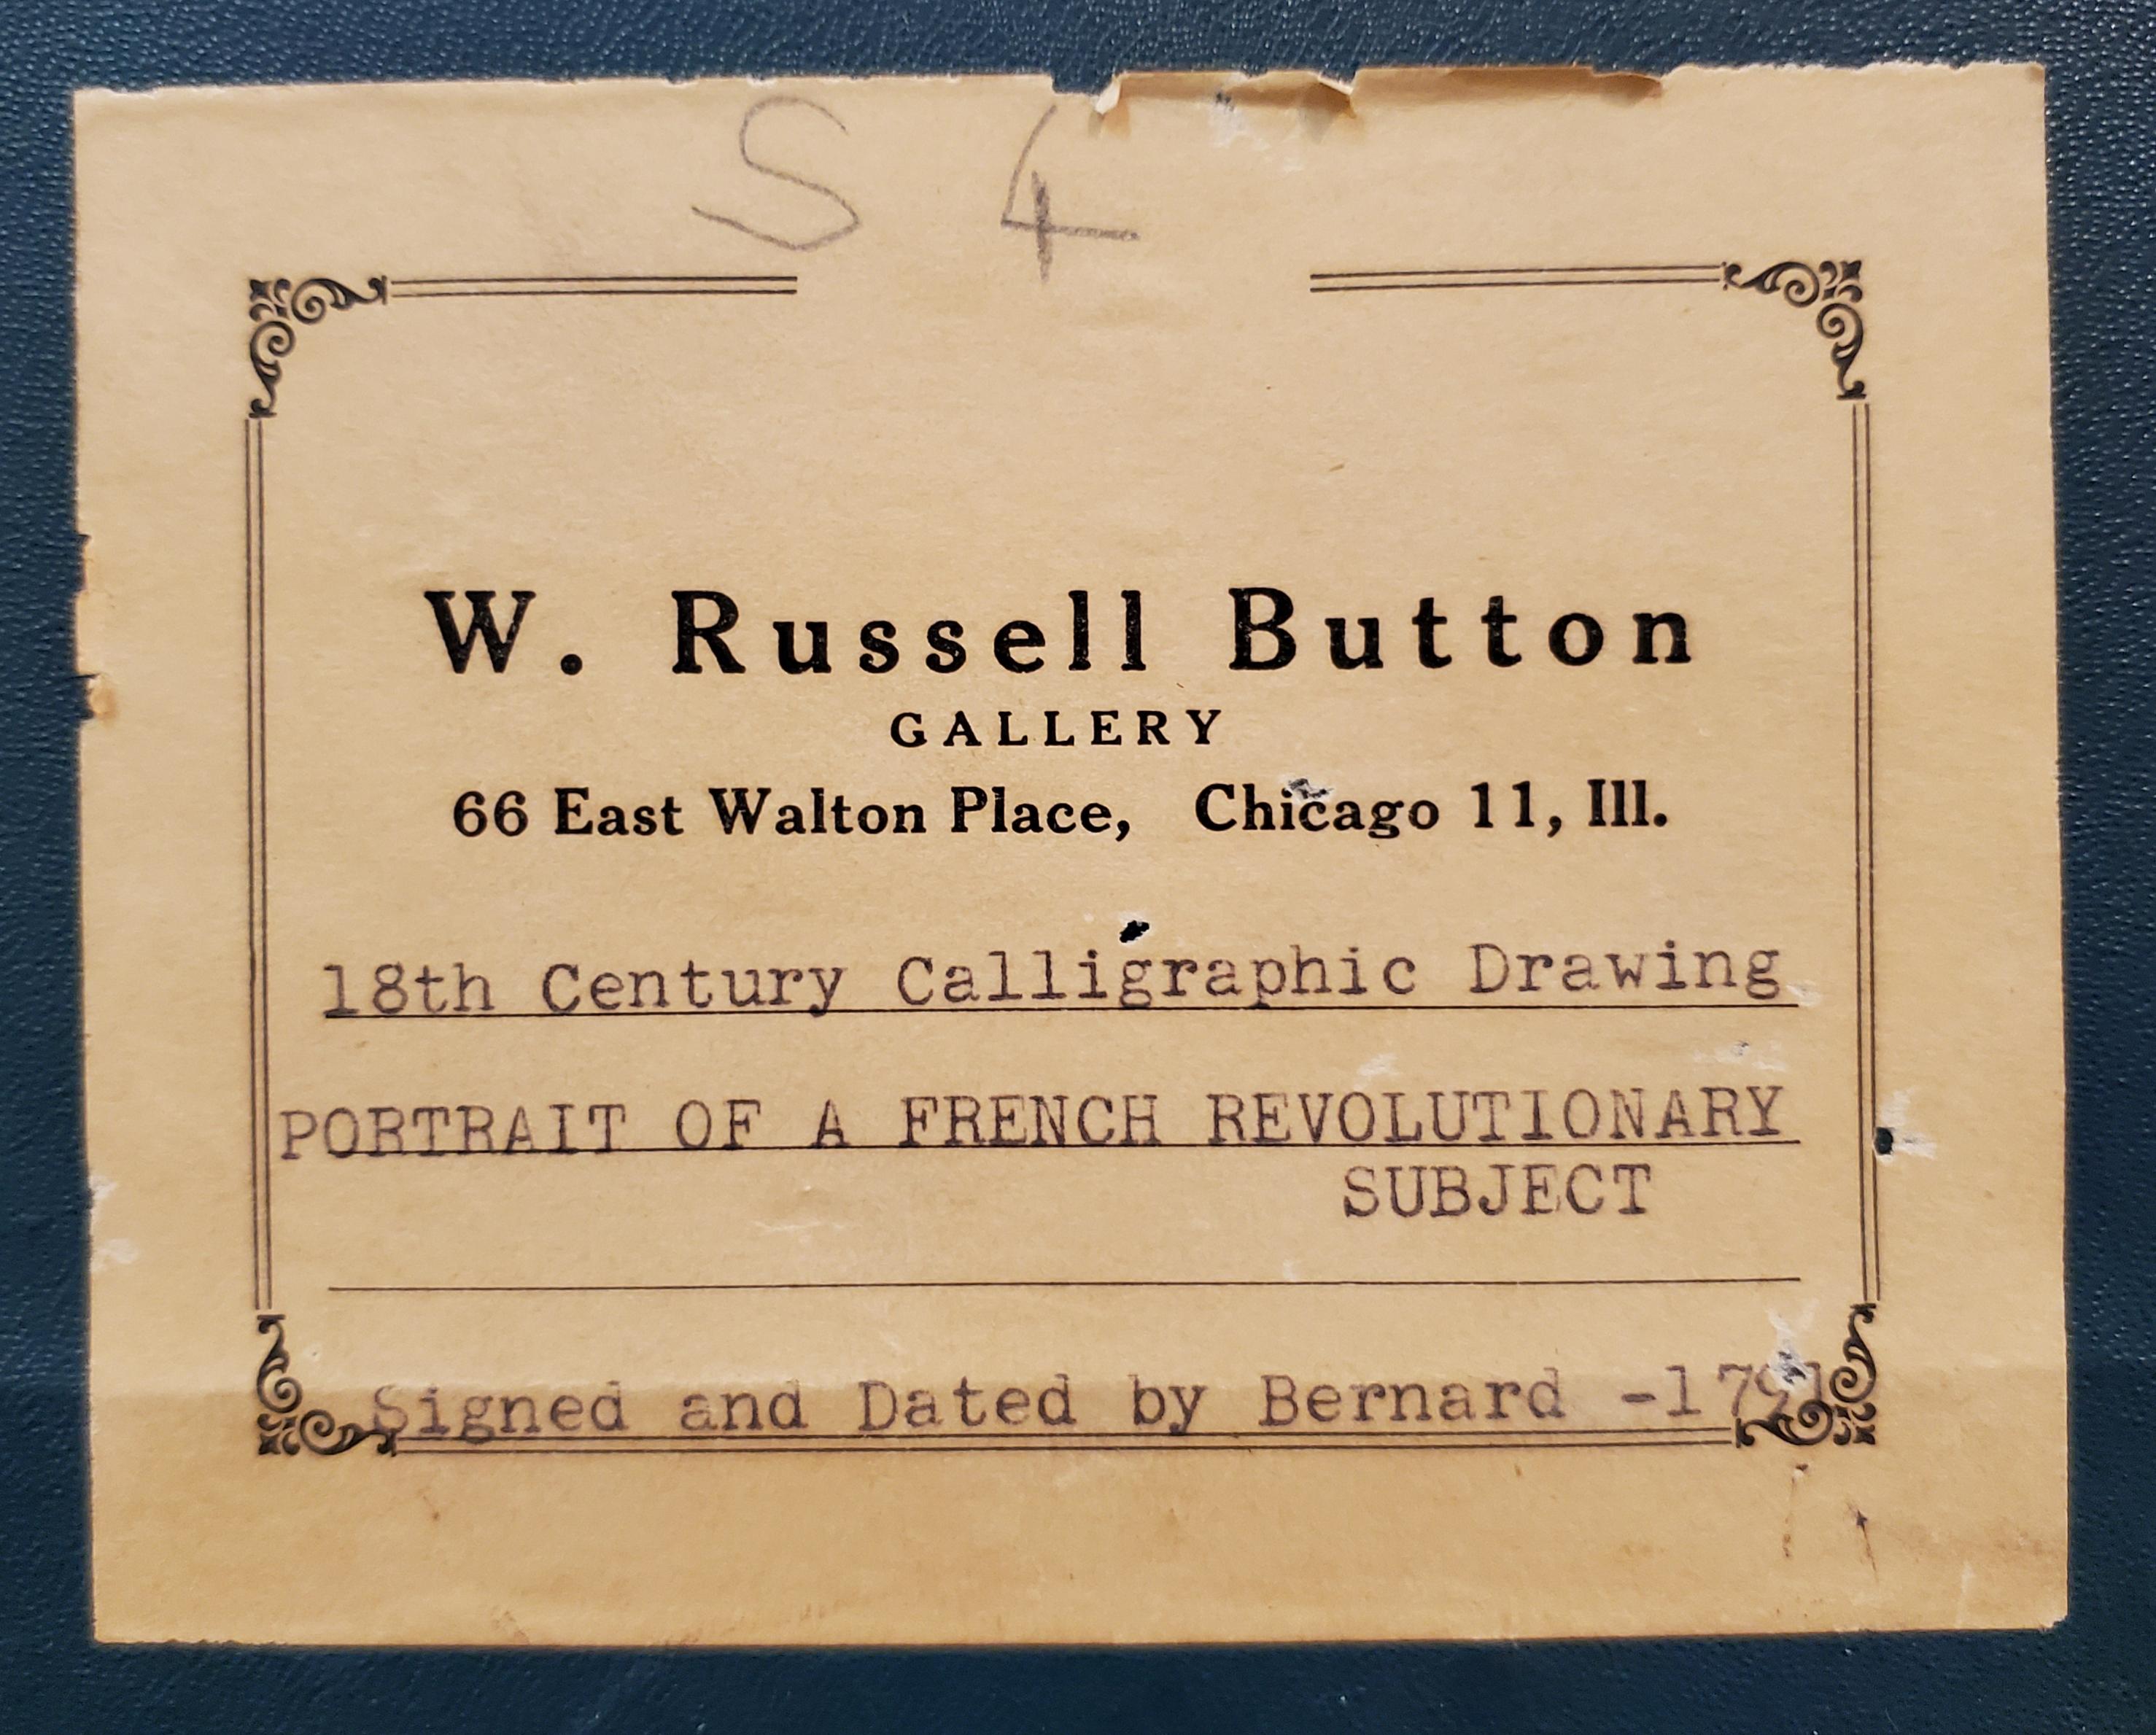 S 4
W. Russell Button
GALLERY
66 East Walton Place, Chicago 11, Ill.
18th Century Calligraphic Drawing
PORTRAIT OF A FRENCH REVOLUTIONARY
SUBJECT
Signed and Dated by Bernard